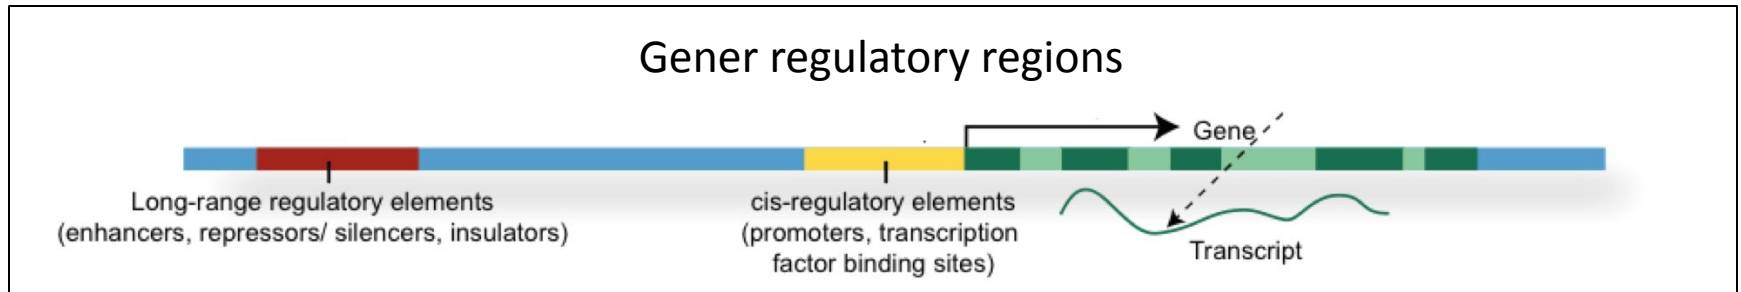 Gener regulatory regions
Gene
Long-range regulatory elements
(enhancers, repressors/ silencers, insulators)
cis-regulatory elements
(promoters, transcription
factor binding sites)
Transcript